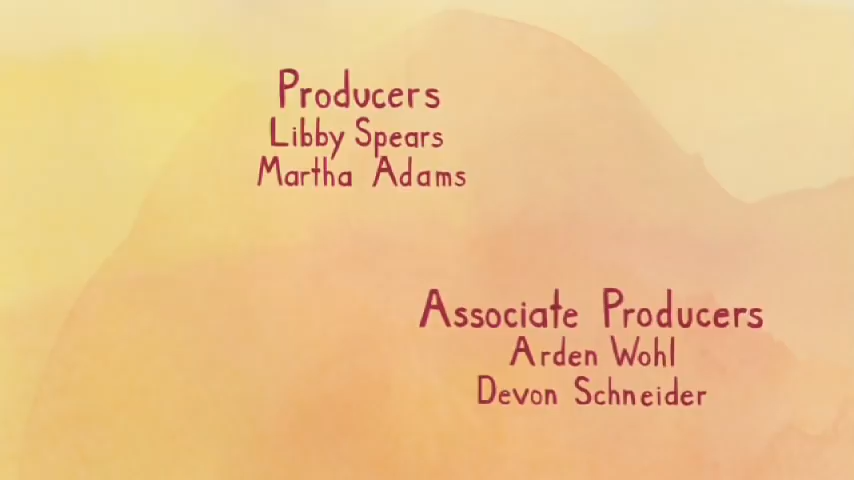 Producers
Libby Spears
Martha Adams
Associate Producers
Arden Wohl
Devon Schneider